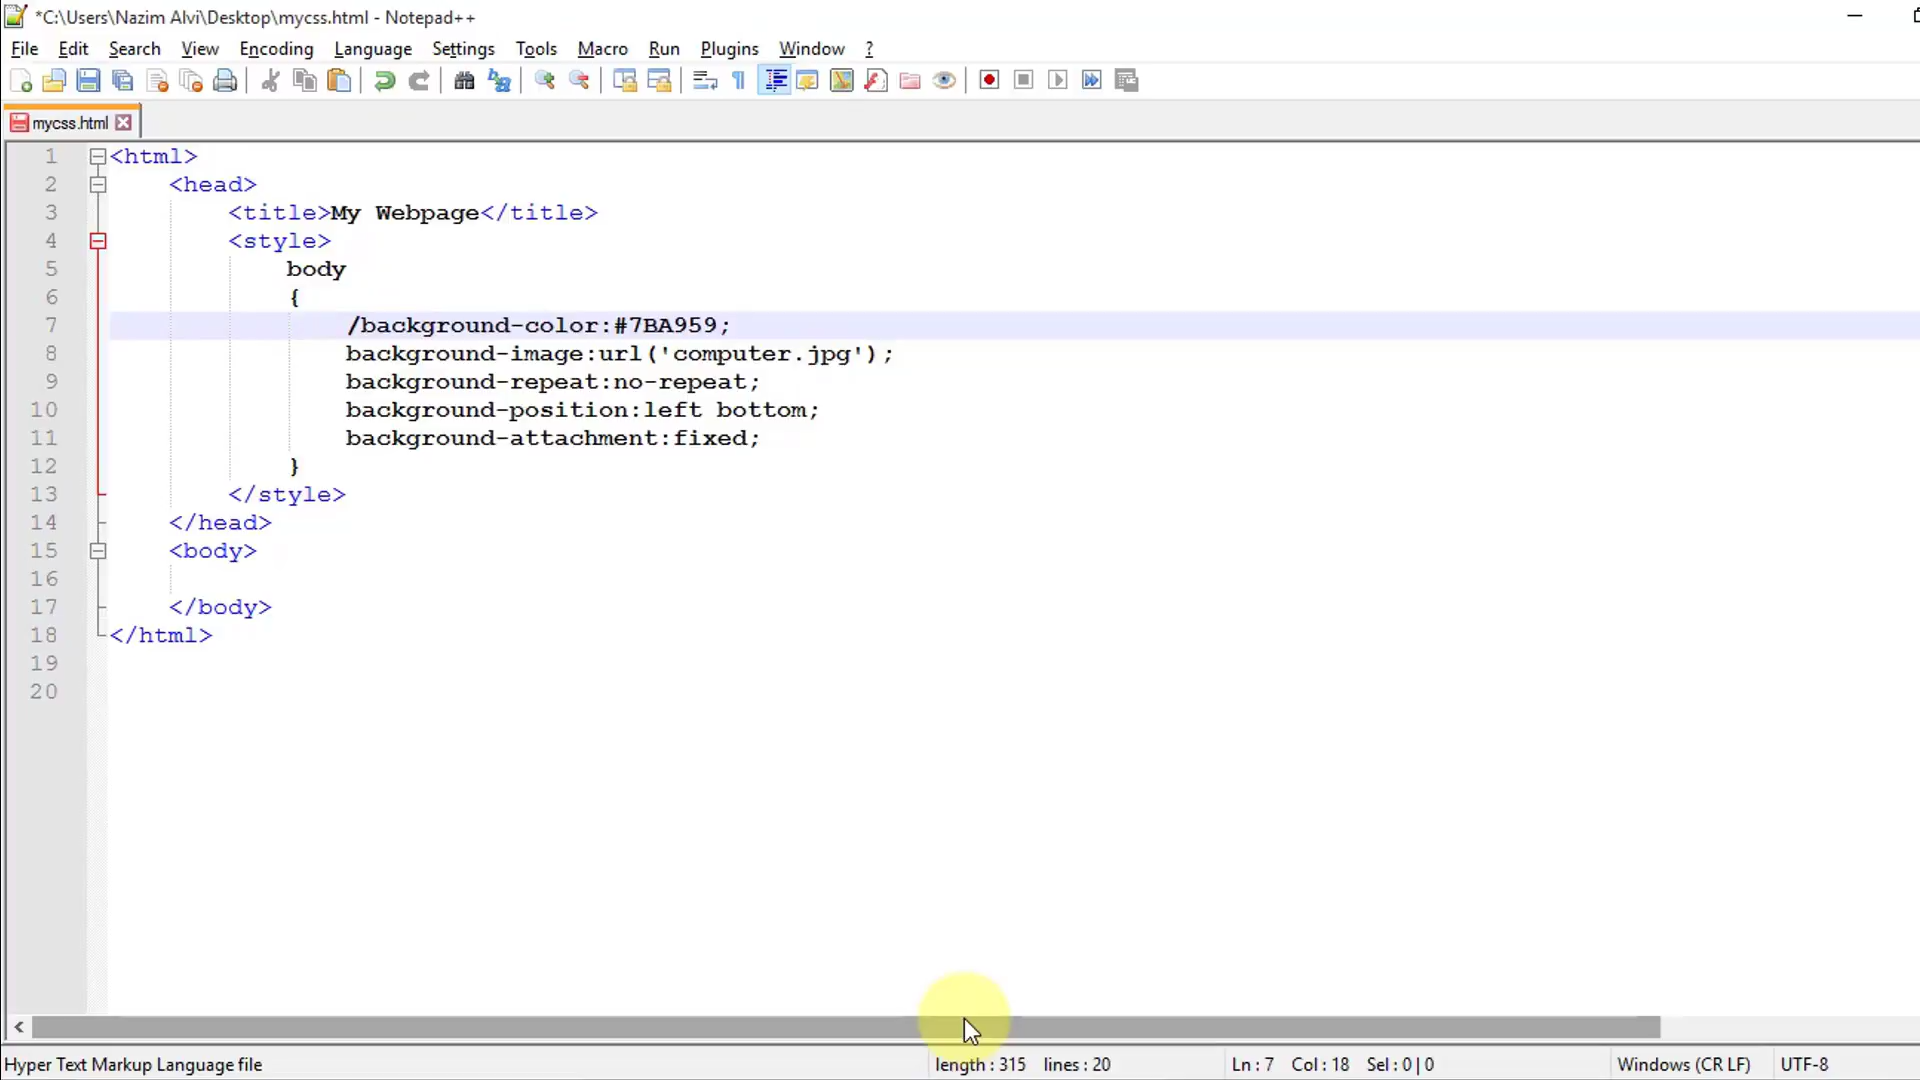 *C:\Users\Nazim Alvi\Desktop\mycss.html - Notepad++
File Edit Search View Encoding Language Settings Tools Macro Run Plugins Window ?
mycss.html
1 <html>
2 <head>
3 <title>My Webpage</title>
4 <style>
5 body
6 {
7 /background-color:#7BA959;
8 background-image:url('computer.jpg');
9 background-repeat:no-repeat;
10 background-position:left bottom;
11 background-attachment:fixed;
12 }
13 </style>
14 </head>
15 <body>
16
17 </body>
18 </html>
19
20
Hyper Text Markup Language file length : 315 lines : 20 Ln : 7 Col : 18 Sel : 0 | 0 Windows (CR LF) UTF-8